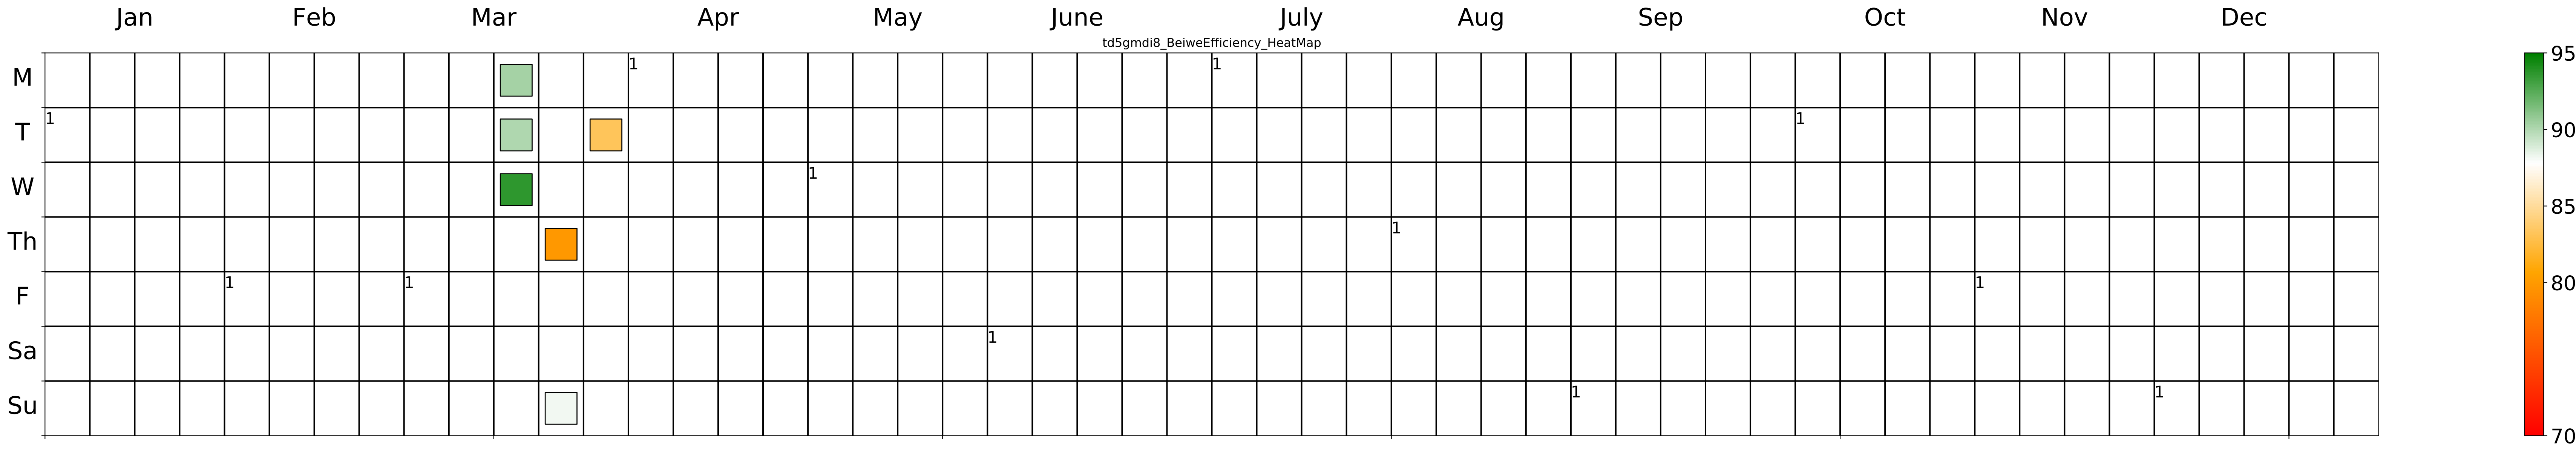 Jan Feb Mar Apr May June July Aug Sep Oct Nov Dec
td5gmdi8_BeiweEfficiency_HeatMap
M 1 1
T 1 1
W 1
Th 1
F 1 1 1
Sa 1
Su 1 1
95
90
85
80
70